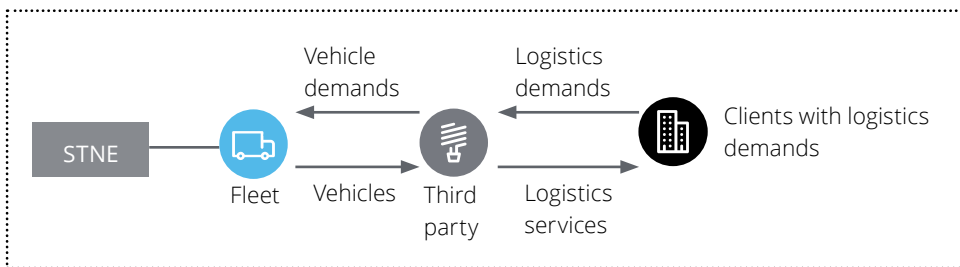 Vehicle
demands
Logistics
demands
STNE
Clients with logistics
demands
Fleet
Vehicles
Third
party
Logistics
services